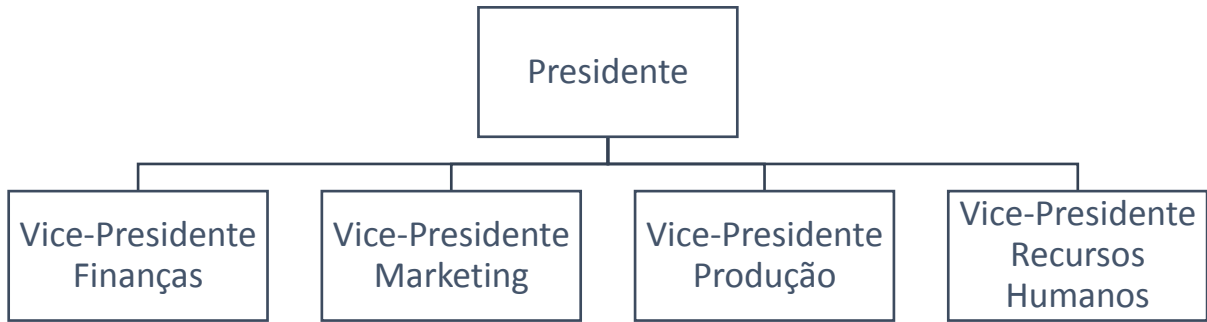 Presidente
Vice-Presidente
Finanças
Vice-Presidente
Marketing
Vice-Presidente
Produção
Vice-Presidente
Recursos
Humanos